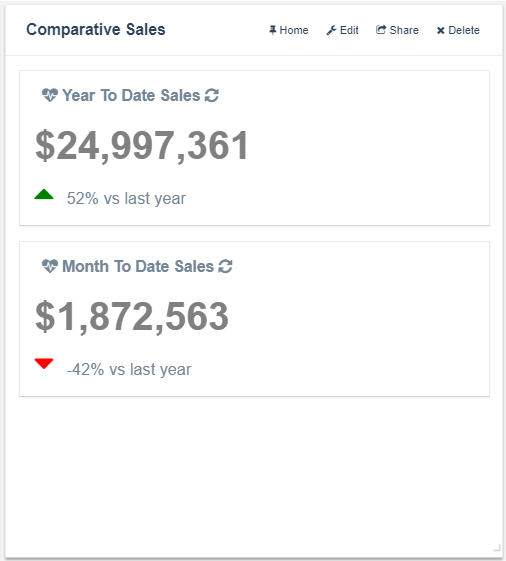 Comparative Sales Home Edit Share Delete
Year To Date Sales
$24,997,361
52% vs last year
Month To Date Sales
$1,872,563
-42% vs last year